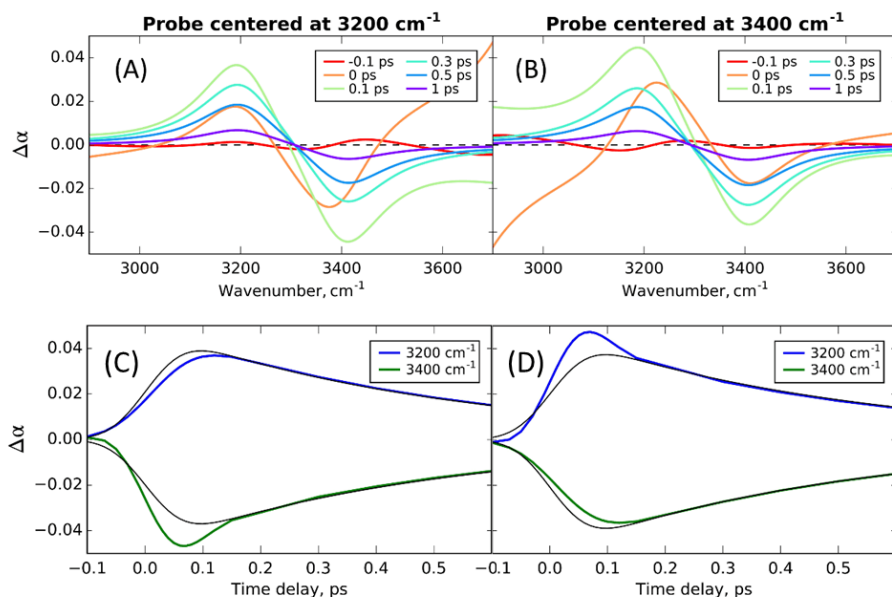 Probe centered at 3200 cm⁻¹
Probe centered at 3400 cm⁻¹
(A)
-0.1 ps
0 ps
0.1 ps
0.3 ps
0.5 ps
1 ps
0.04
0.02
0.00
−0.02
−0.04
Δα
3000
3200
3400
3600
Wavenumber, cm⁻¹
(B)
-0.1 ps
0 ps
0.1 ps
0.3 ps
0.5 ps
1 ps
3000
3200
3400
3600
Wavenumber, cm⁻¹
(C)
3200 cm⁻¹
3400 cm⁻¹
0.04
0.02
0.00
−0.02
−0.04
Δα
−0.1
0.0
0.1
0.2
0.3
0.4
0.5
Time delay, ps
(D)
3200 cm⁻¹
3400 cm⁻¹
−0.1
0.0
0.1
0.2
0.3
0.4
0.5
Time delay, ps